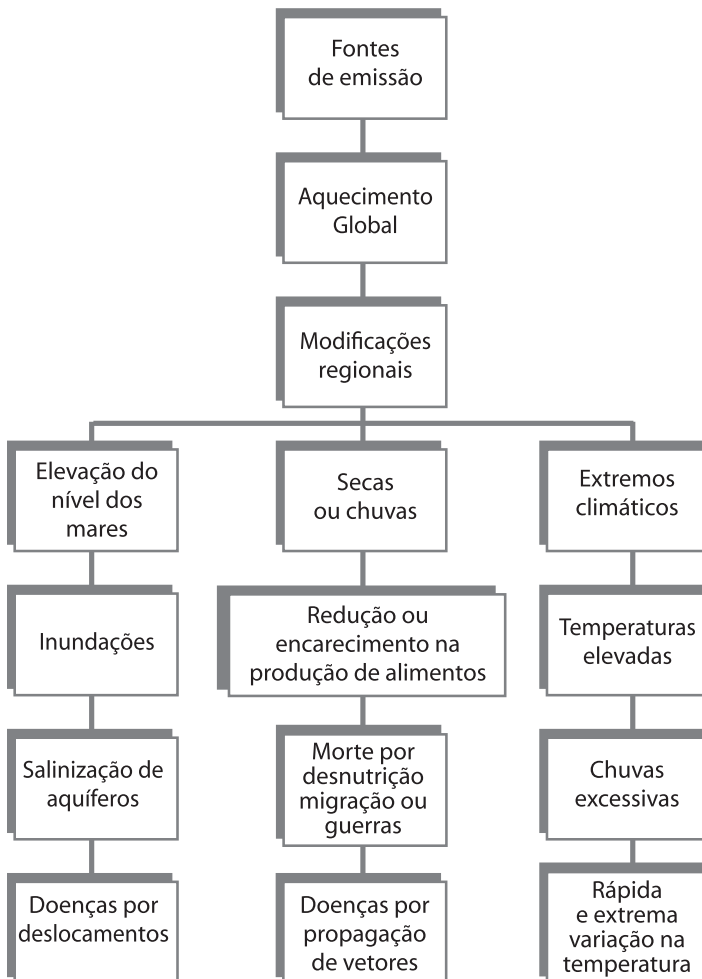 Fontes
de emissão
Aquecimento
Global
Modificações
regionais
Elevação do
nível dos
mares
Secas
ou chuvas
Extremos
climáticos
Inundações
Redução ou
encarecimento na
produção de alimentos
Temperaturas
elevadas
Salinização de
aquíferos
Morte por
desnutrição
migração ou
guerras
Chuvas
excessivas
Doenças por
deslocamentos
Doenças por
propagação
de vetores
Rápida
e extrema
variação na
temperatura